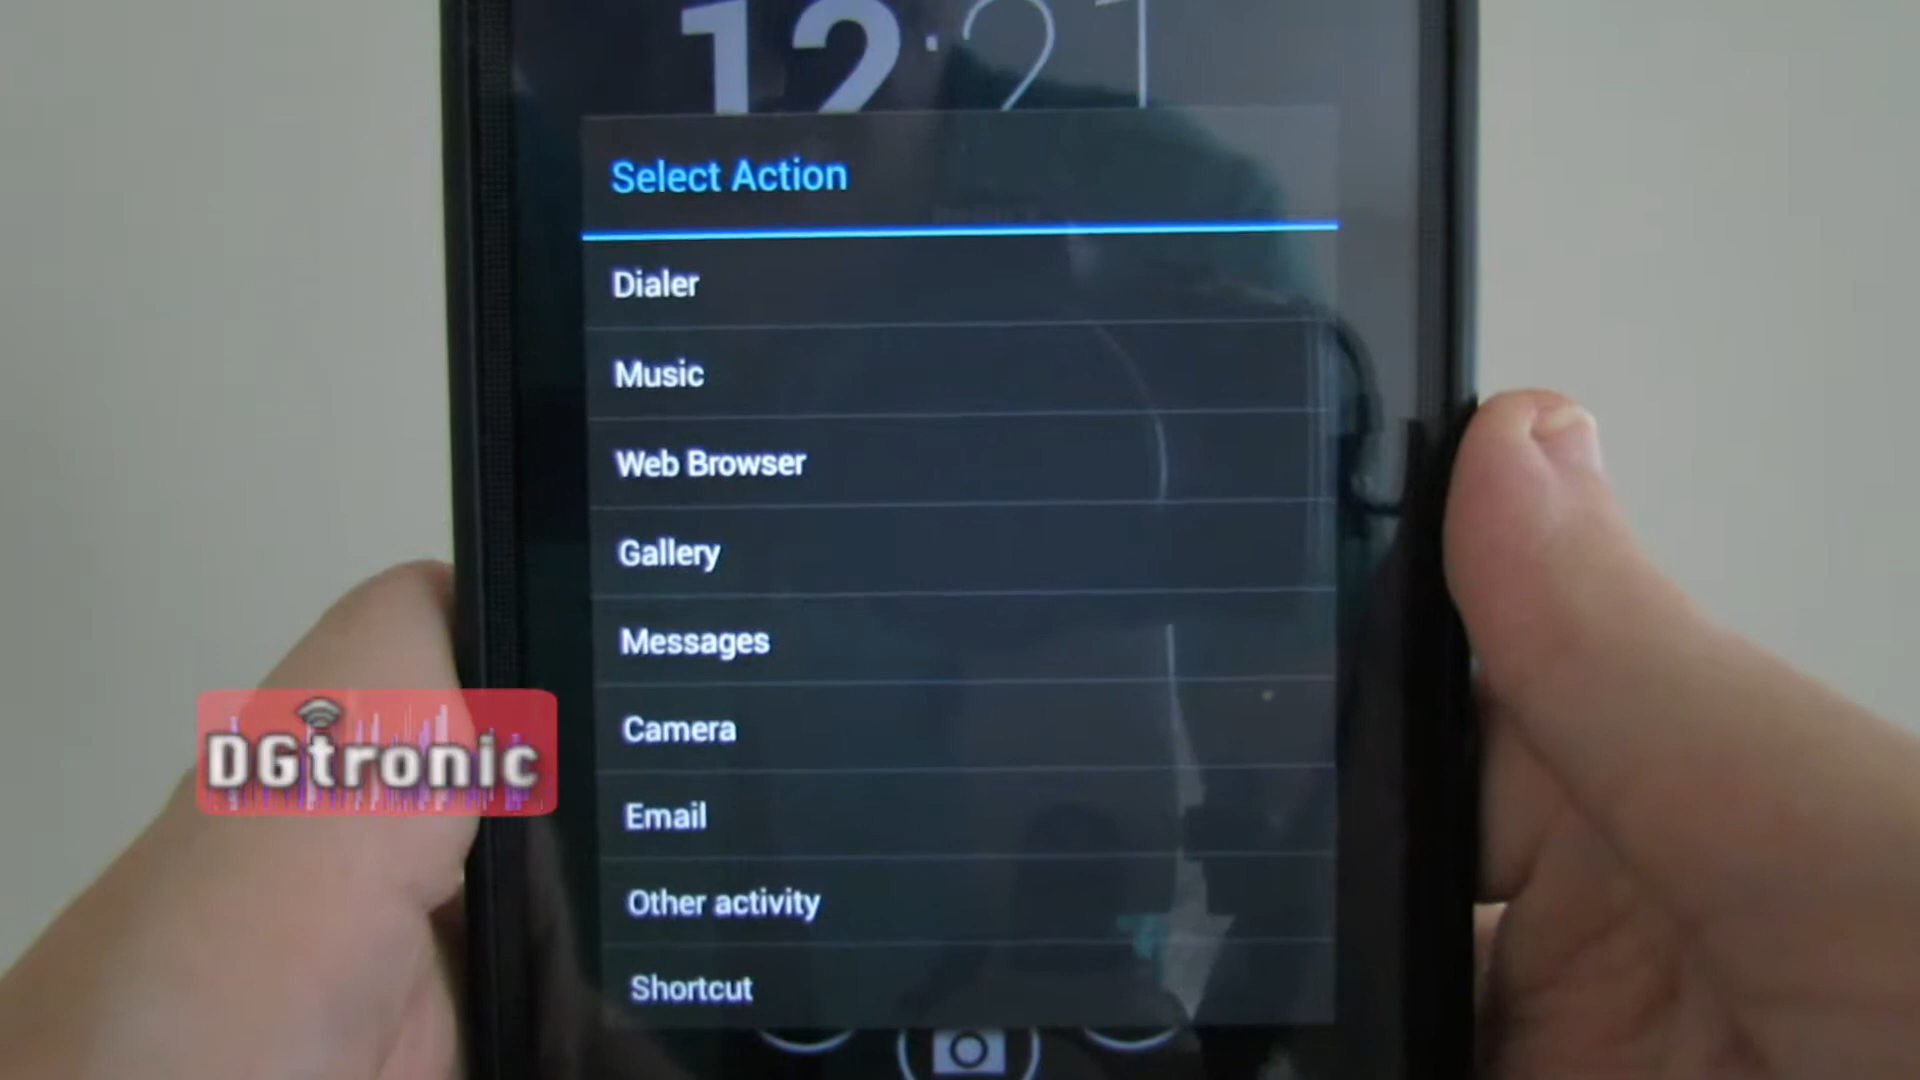 12:21
Select Action
Dialer
Music
Web Browser
Gallery
Messages
Camera
DGtronic
Email
Other activity
Shortcut